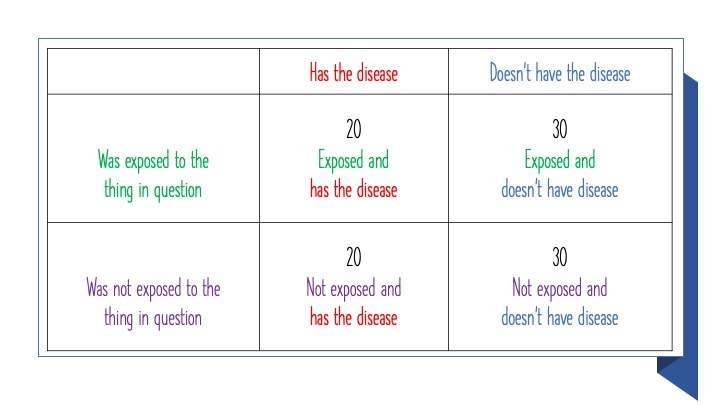 Has the disease
Doesn't have the disease
Was exposed to the
thing in question
20
Exposed and
has the disease
30
Exposed and
doesn't have disease
Was not exposed to the
thing in question
20
Not exposed and
has the disease
30
Not exposed and
doesn't have disease